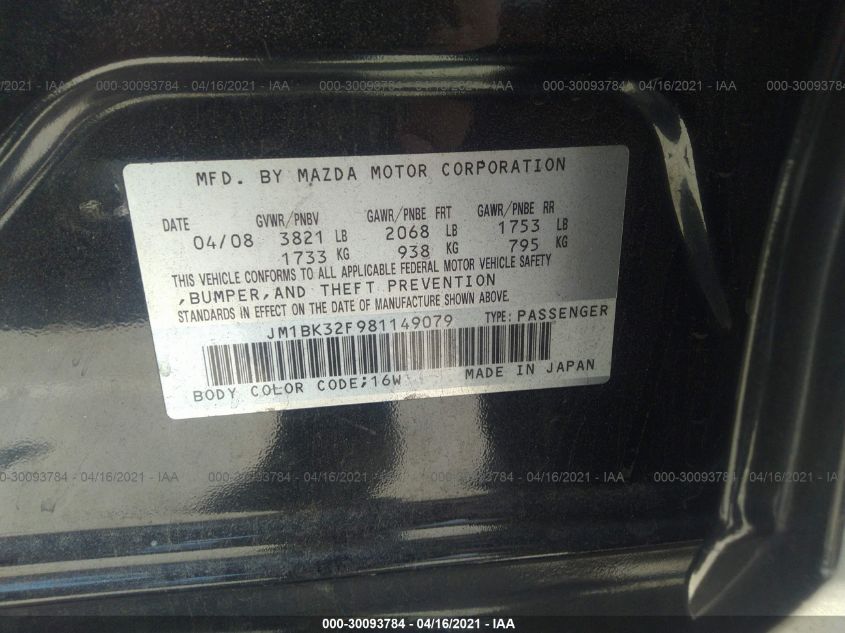 000-30093784 - 04/16/2021 - IAA 000-30093784 - 04/16/2021 - IAA 000-30093784 - 04/16/2021 - IAA
MFD. BY MAZDA MOTOR CORPORATION
DATE GVWR/PNBV GAWR/PNBE FRT GAWR/PNBE RR
04/08 3821 LB 2068 LB 1753 LB
1733 KG 938 KG 795 KG
THIS VEHICLE CONFORMS TO ALL APPLICABLE FEDERAL MOTOR VEHICLE SAFETY
,BUMPER,AND THEFT PREVENTION
STANDARDS IN EFFECT ON THE DATE OF MANUFACTURE SHOWN ABOVE.
JM1BK32F981149079 TYPE: PASSENGER
BODY COLOR CODE;16W MADE IN JAPAN
000-30093784 - 04/16/2021 - IAA 000-30093784 - 04/16/2021 - IAA
000-30093784 - 04/16/2021 - IAA